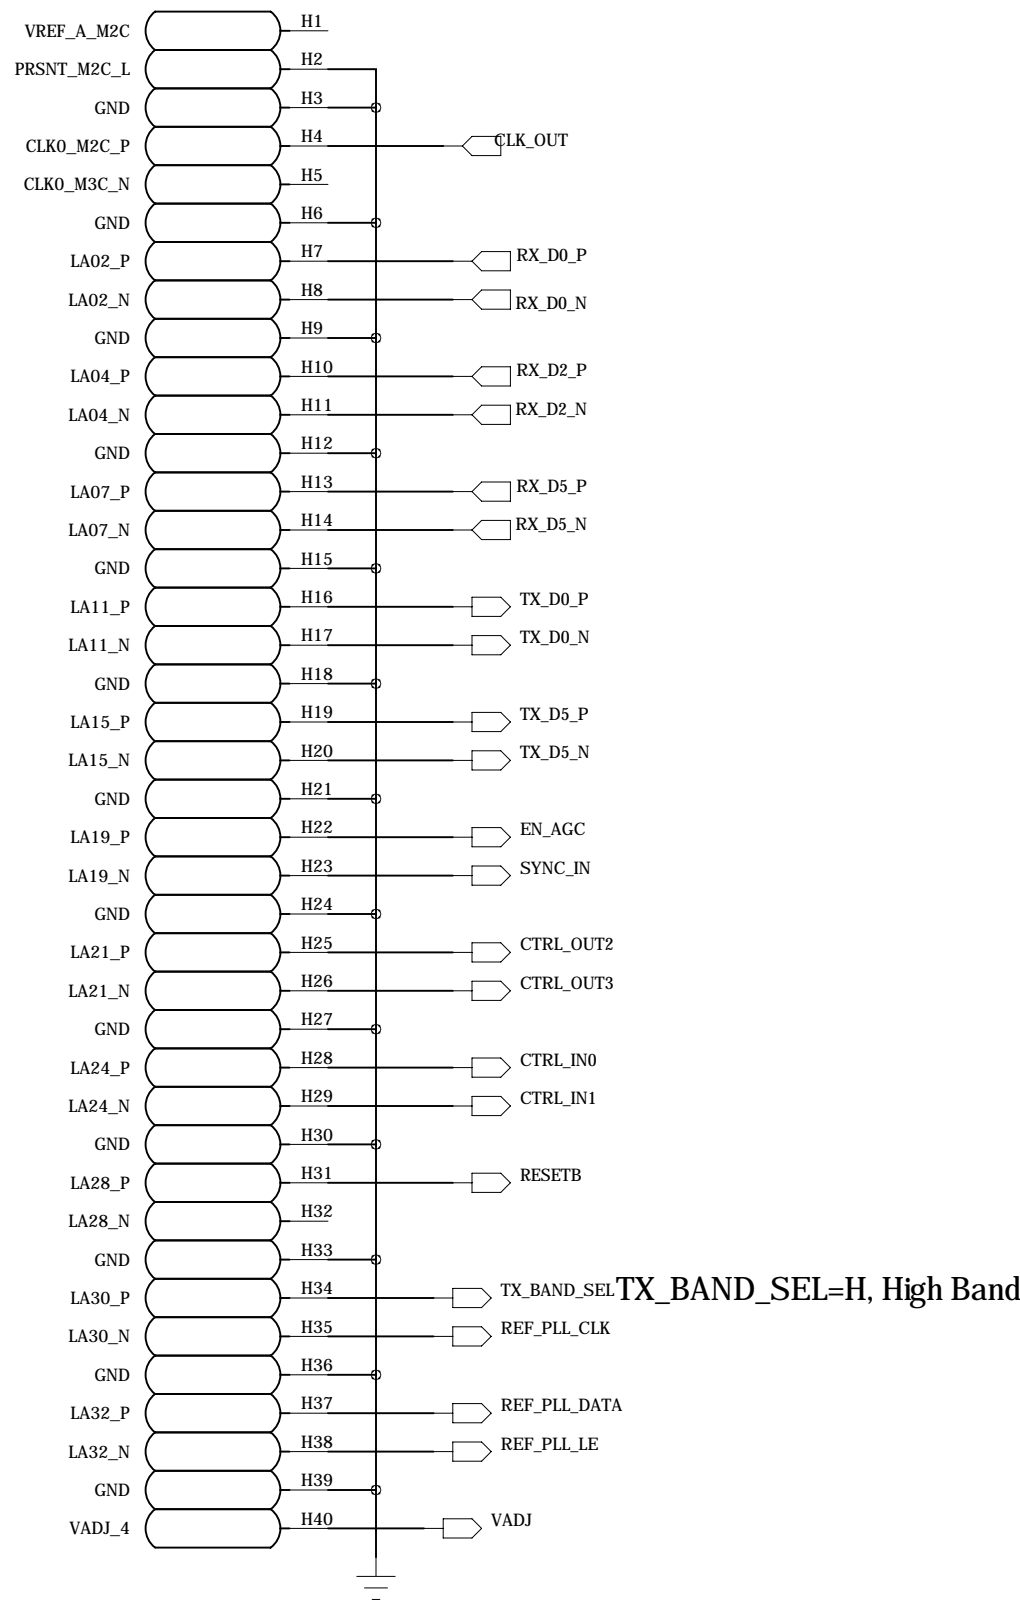 VREF_A_M2C H1
PRSNT_M2C_L H2
GND H3
CLK0_M2C_P H4 CLK_OUT
CLK0_M3C_N H5
GND H6
LA02_P H7 RX_D0_P
LA02_N H8 RX_D0_N
GND H9
LA04_P H10 RX_D2_P
LA04_N H11 RX_D2_N
GND H12
LA07_P H13 RX_D5_P
LA07_N H14 RX_D5_N
GND H15
LA11_P H16 TX_D0_P
LA11_N H17 TX_D0_N
GND H18
LA15_P H19 TX_D5_P
LA15_N H20 TX_D5_N
GND H21
LA19_P H22 EN_AGC
LA19_N H23 SYNC_IN
GND H24
LA21_P H25 CTRL_OUT2
LA21_N H26 CTRL_OUT3
GND H27
LA24_P H28 CTRL_IN0
LA24_N H29 CTRL_IN1
GND H30
LA28_P H31 RESETB
LA28_N H32
GND H33
LA30_P H34 TX_BAND_SEL TX_BAND_SEL=H, High Band
LA30_N H35 REF_PLL_CLK
GND H36
LA32_P H37 REF_PLL_DATA
LA32_N H38 REF_PLL_LE
GND H39
VADJ_4 H40 VADJ